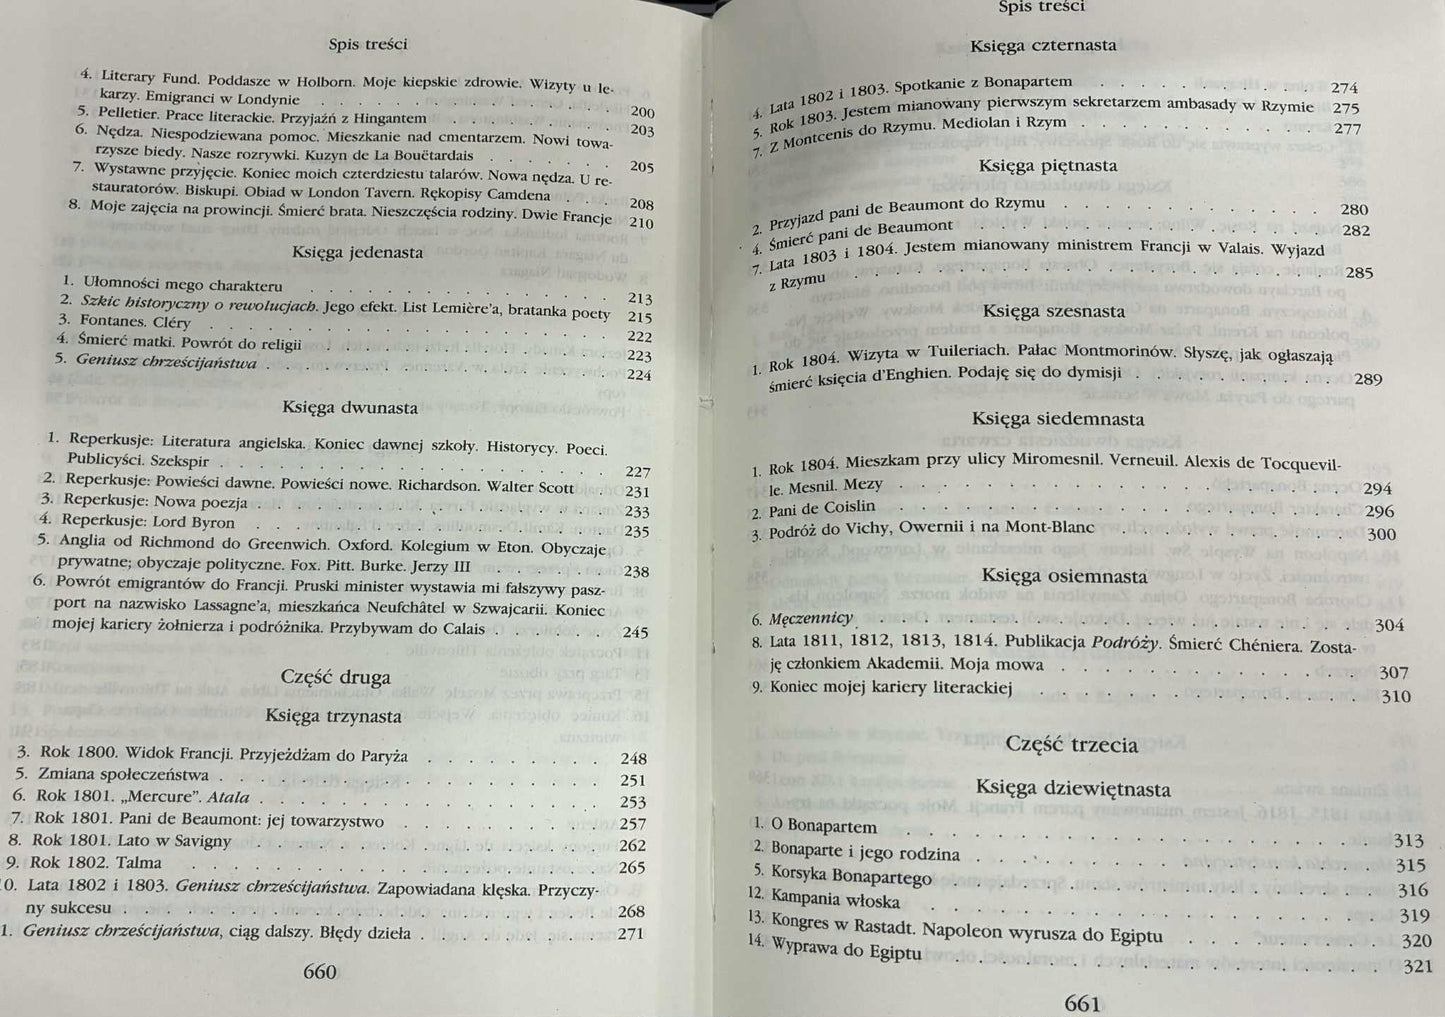 Spis treści
4. Literary Fund. Poddasze w Holborn. Moje kiepskie zdrowie. Wizyty u le-
karzy. Emigranci w Londynie . . . . . . . . . . . . 200
5. Pelletier. Prace literackie. Przyjaźń z Hingantem . . . . . . . 203
6. Nędza. Niespodziewana pomoc. Mieszkanie nad cmentarzem. Nowi towa-
rzysze biedy. Nasze rozrywki. Kuzyn de La Bouëtardais . . . . . . 205
7. Wystawne przyjęcie. Koniec moich czterdziestu talarów. Nowa nędza. U re-
stauratorów. Biskupi. Obiad w London Tavern. Rękopisy Camdena . . . 208
8. Moje zajęcia na prowincji. Śmierć brata. Nieszczęścia rodziny. Dwie Francje 210
Księga jedenasta
1. Ułomności mego charakteru . . . . . . . . . . . . 213
2. Szkic historyczny o rewolucjach. Jego efekt. List Lemière'a, bratanka poety 215
3. Fontanes. Cléry . . . . . . . . . . . . . . . 222
4. Śmierć matki. Powrót do religii . . . . . . . . . . . 223
5. Geniusz chrześcijaństwa . . . . . . . . . . . . . 224
Księga dwunasta
1. Reperkusje: Literatura angielska. Koniec dawnej szkoły. Historycy. Poeci.
Publicyści. Szekspir . . . . . . . . . . . . . . . 227
2. Reperkusje: Powieści dawne. Powieści nowe. Richardson. Walter Scott . 231
3. Reperkusje: Nowa poezja . . . . . . . . . . . . . 233
4. Reperkusje: Lord Byron . . . . . . . . . . . . . 235
5. Anglia od Richmond do Greenwich. Oxford. Kolegium w Eton. Obyczaje
prywatne; obyczaje polityczne. Fox. Pitt. Burke. Jerzy III . . . . . . 238
6. Powrót emigrantów do Francji. Pruski minister wystawia mi fałszywy pasz-
port na nazwisko Lassagne'a, mieszkańca Neufchâtel w Szwajcarii. Koniec
mojej kariery żołnierza i podróżnika. Przybywam do Calais . . . . . 245
Część druga
Księga trzynasta
3. Rok 1800. Widok Francji. Przyjeżdżam do Paryża . . . . . . . 248
5. Zmiana społeczeństwa . . . . . . . . . . . . . . 251
6. Rok 1801. „Mercure”. Atala . . . . . . . . . . . . . 253
7. Rok 1801. Pani de Beaumont: jej towarzystwo . . . . . . . . 257
8. Rok 1801. Lato w Savigny . . . . . . . . . . . . . 262
9. Rok 1802. Talma . . . . . . . . . . . . . . . 265
0. Lata 1802 i 1803. Geniusz chrześcijaństwa. Zapowiadana klęska. Przyczy-
ny sukcesu . . . . . . . . . . . . . . . . . 268
1. Geniusz chrześcijaństwa, ciąg dalszy. Błędy dzieła . . . . . . . 271
660
Spis treści
Księga czternasta
4. Lata 1802 i 1803. Spotkanie z Bonapartem . . . . . . . . . 274
5. Rok 1803. Jestem mianowany pierwszym sekretarzem ambasady w Rzymie 275
7. Z Montcenis do Rzymu. Mediolan i Rzym . . . . . . . . . 277
Księga piętnasta
2. Przyjazd pani de Beaumont do Rzymu . . . . . . . . . . 280
4. Śmierć pani de Beaumont . . . . . . . . . . . . . 282
7. Lata 1803 i 1804. Jestem mianowany ministrem Francji w Valais. Wyjazd
z Rzymu . . . . . . . . . . . . . . . . . . 285
Księga szesnasta
1. Rok 1804. Wizyta w Tuileriach. Pałac Montmorinów. Słyszę, jak ogłaszają
śmierć księcia d'Enghien. Podaję się do dymisji . . . . . . . . 289
Księga siedemnasta
1. Rok 1804. Mieszkam przy ulicy Miromesnil. Verneuil. Alexis de Tocquevil-
le. Mesnil. Mezy . . . . . . . . . . . . . . . . 294
2. Pani de Coislin . . . . . . . . . . . . . . . . 296
3. Podróż do Vichy, Owernii i na Mont-Blanc . . . . . . . . . 300
Księga osiemnasta
6. Męczennicy . . . . . . . . . . . . . . . . . 304
8. Lata 1811, 1812, 1813, 1814. Publikacja Podróży. Śmierć Chéniera. Zosta-
ję członkiem Akademii. Moja mowa . . . . . . . . . . . 307
9. Koniec mojej kariery literackiej . . . . . . . . . . . . 310
Część trzecia
Księga dziewiętnasta
1. O Bonapartem . . . . . . . . . . . . . . . . . 313
2. Bonaparte i jego rodzina . . . . . . . . . . . . . . 315
5. Korsyka Bonapartego . . . . . . . . . . . . . . . 316
12. Kampania włoska . . . . . . . . . . . . . . . . 319
13. Kongres w Rastadt. Napoleon wyrusza do Egiptu . . . . . . . 320
14. Wyprawa do Egiptu . . . . . . . . . . . . . . . 321
661